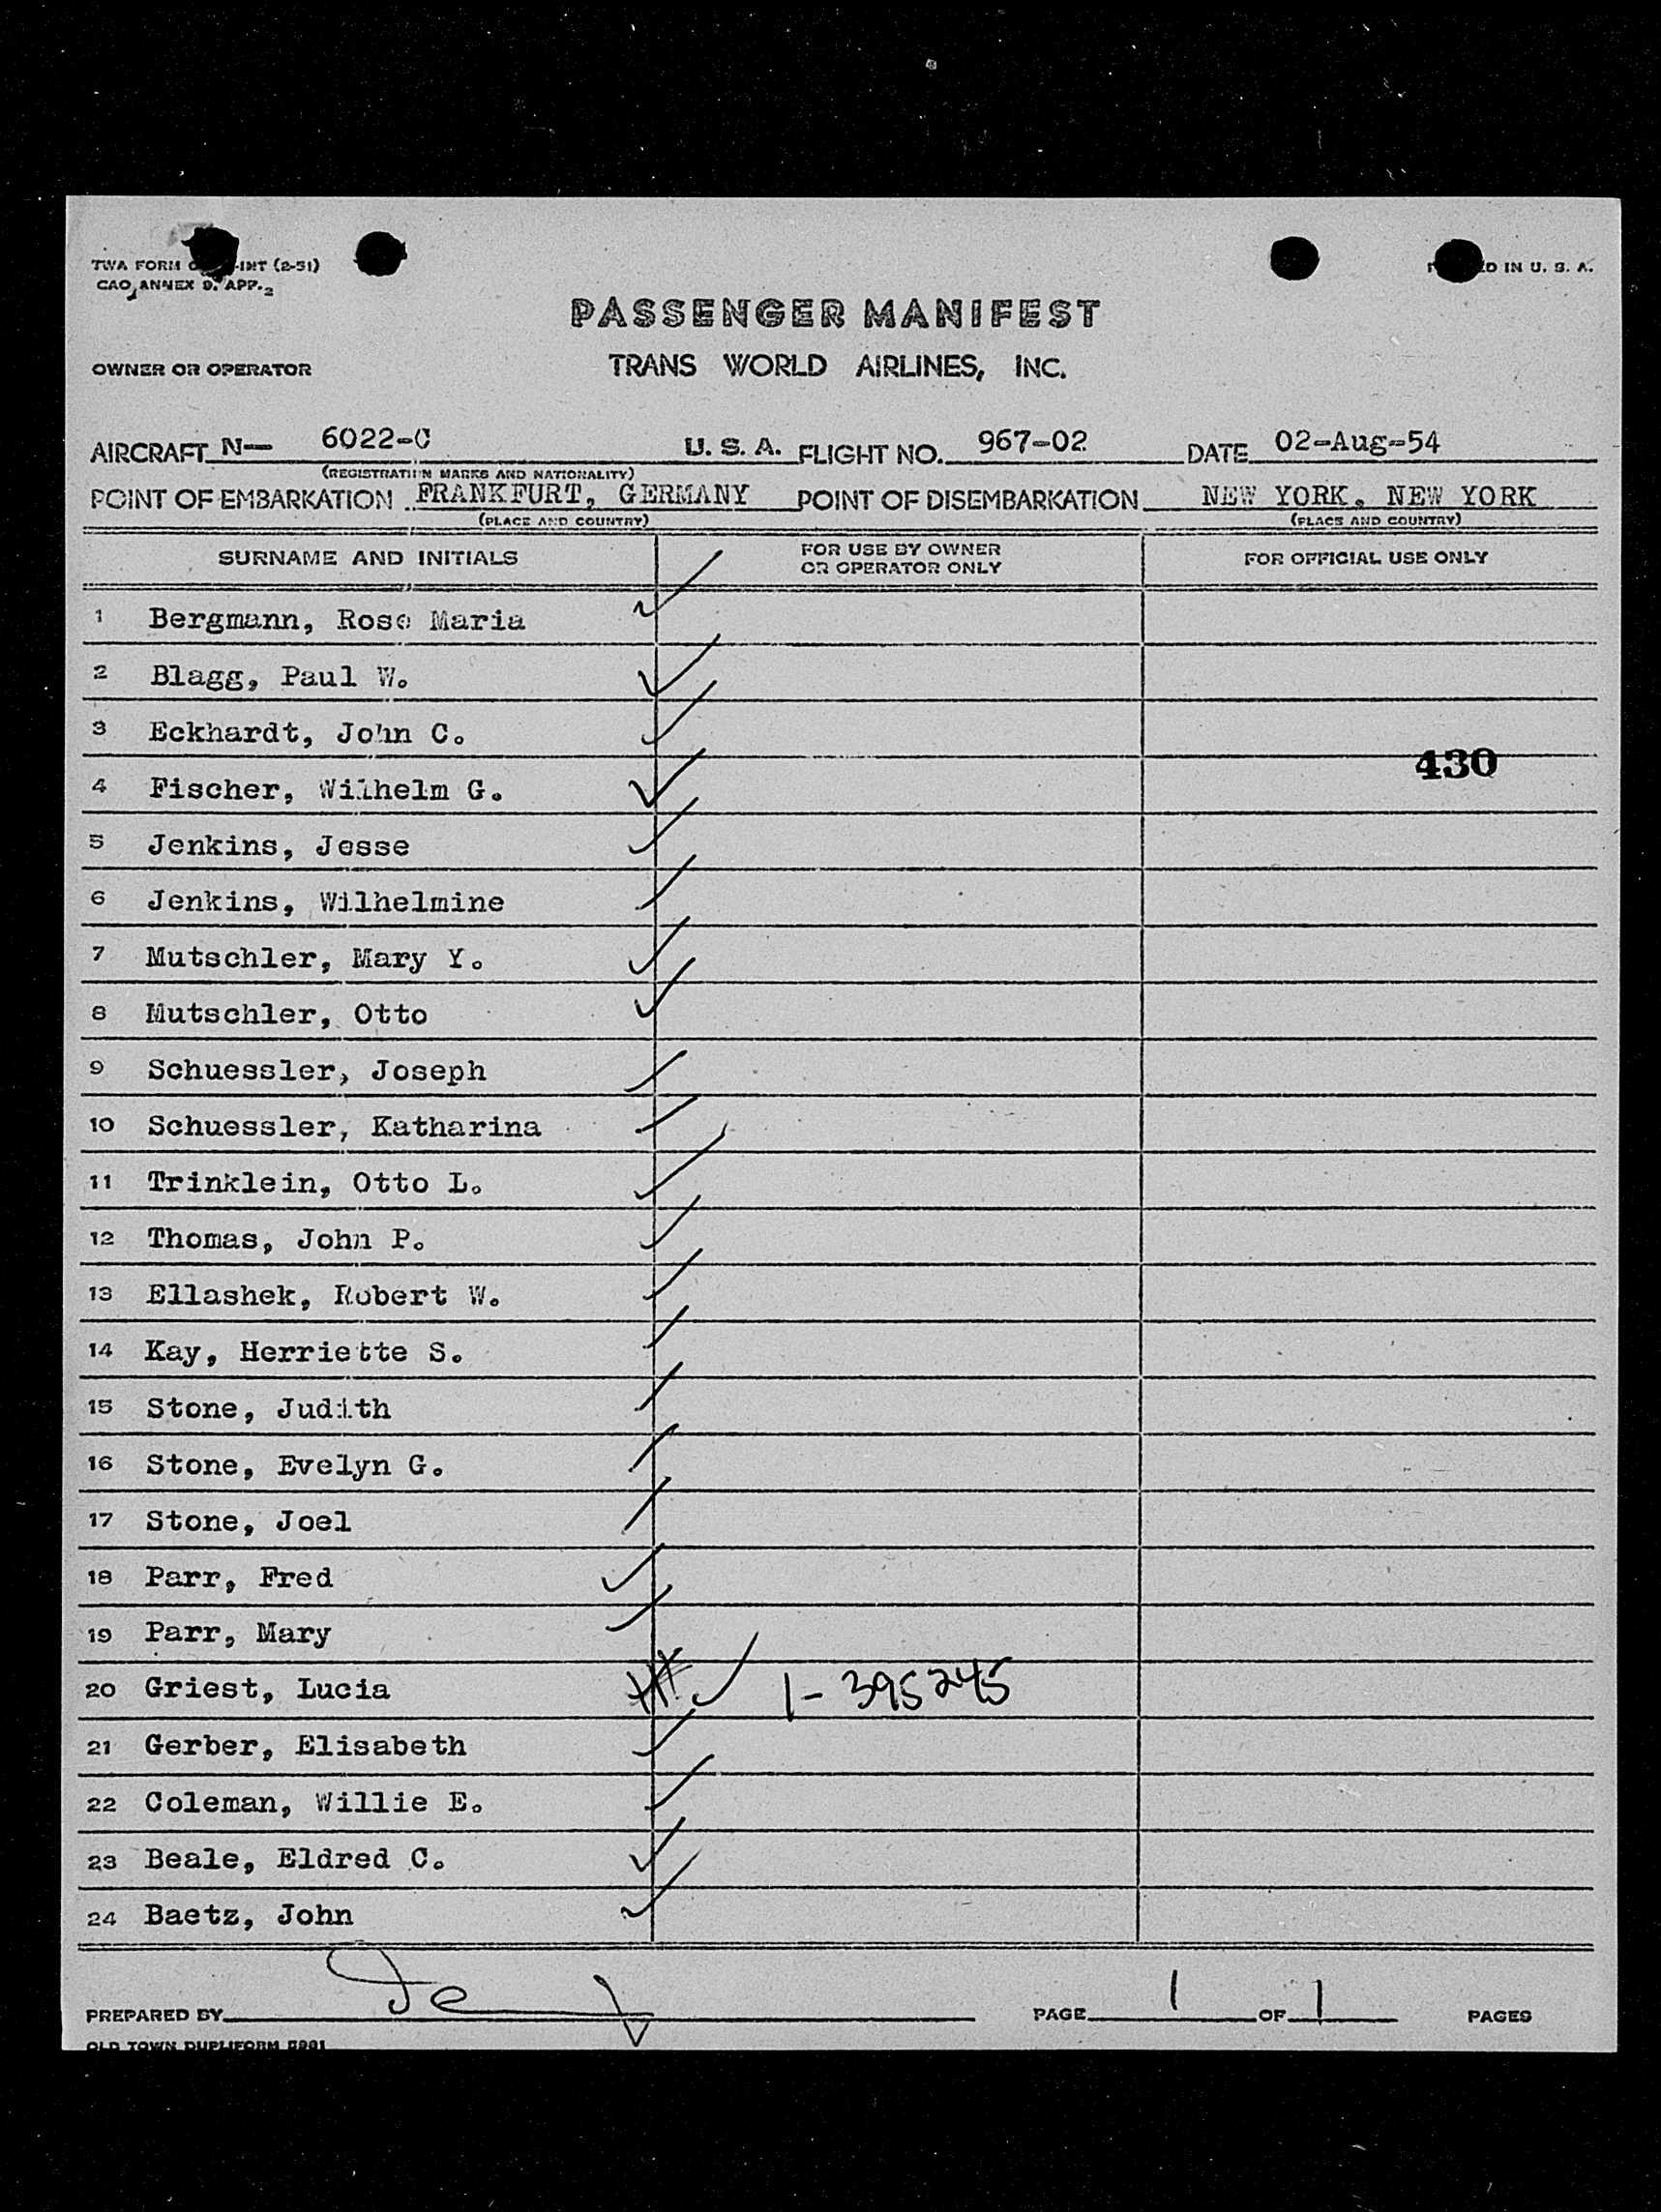 TWA FORM -INT (2-51)
CAO, ANNEX 9, APP. 2
IN U. S. A.
PASSENGER MANIFEST
OWNER OR OPERATOR TRANS WORLD AIRLINES, INC.
AIRCRAFT N— 6022-C U. S. A. FLIGHT NO. 967-02 DATE 02-Aug-54
(REGISTRATION MARKS AND NATIONALITY)
POINT OF EMBARKATION FRANKFURT, GERMANY POINT OF DISEMBARKATION NEW YORK, NEW YORK
(PLACE AND COUNTRY) (PLACE AND COUNTRY)
SURNAME AND INITIALS FOR USE BY OWNER OR OPERATOR ONLY FOR OFFICIAL USE ONLY
1 Bergmann, Rose Maria
2 Blagg, Paul W.
3 Eckhardt, John C.
430
4 Fischer, Wilhelm G.
5 Jenkins, Jesse
6 Jenkins, Wilhelmine
7 Mutschler, Mary Y.
8 Mutschler, Otto
9 Schuessler, Joseph
10 Schuessler, Katharina
11 Trinklein, Otto L.
12 Thomas, John P.
13 Ellashek, Robert W.
14 Kay, Herriette S.
15 Stone, Judith
16 Stone, Evelyn G.
17 Stone, Joel
18 Parr, Fred
19 Parr, Mary
20 Griest, Lucia 1-395245
21 Gerber, Elisabeth
22 Coleman, Willie E.
23 Beale, Eldred C.
24 Baetz, John
PREPARED BY PAGE 1 OF 1 PAGES
OLD TOWN DUPLIFORM